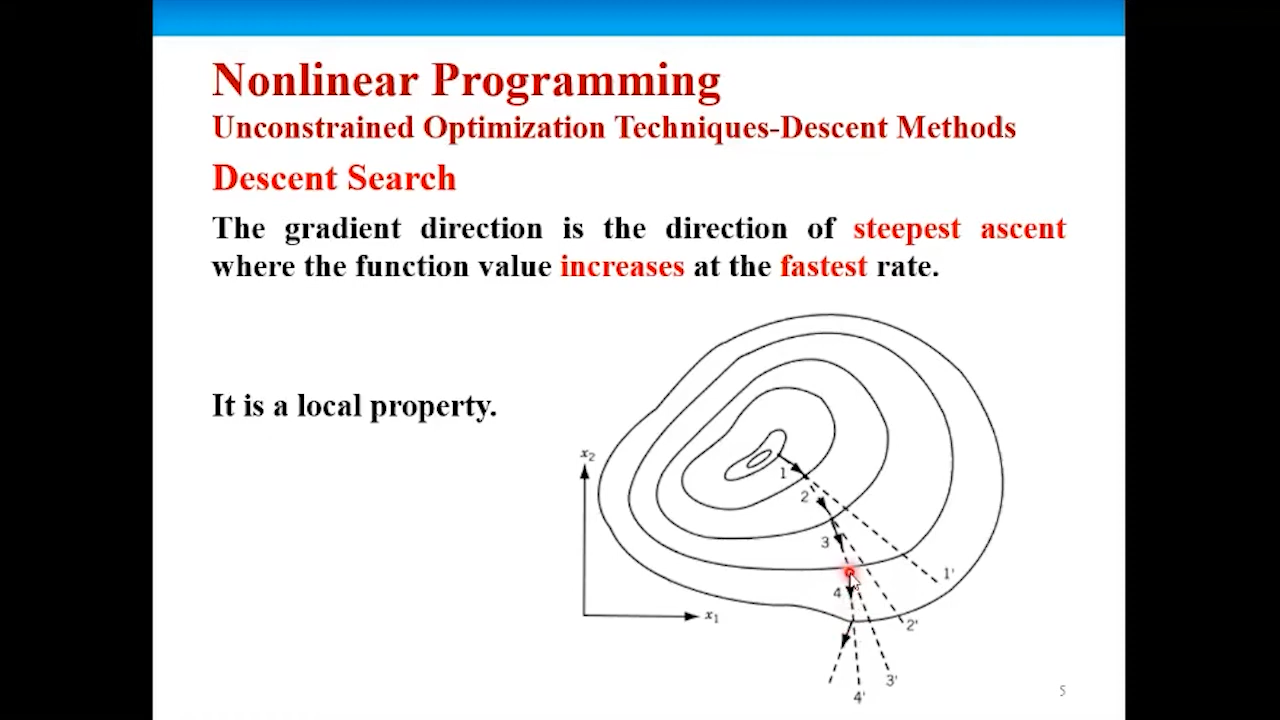 Nonlinear Programming
Unconstrained Optimization Techniques-Descent Methods
Descent Search
The gradient direction is the direction of steepest ascent
where the function value increases at the fastest rate.
It is a local property.
x2
1
2
3
4
1'
2'
x1
3'
4'
5